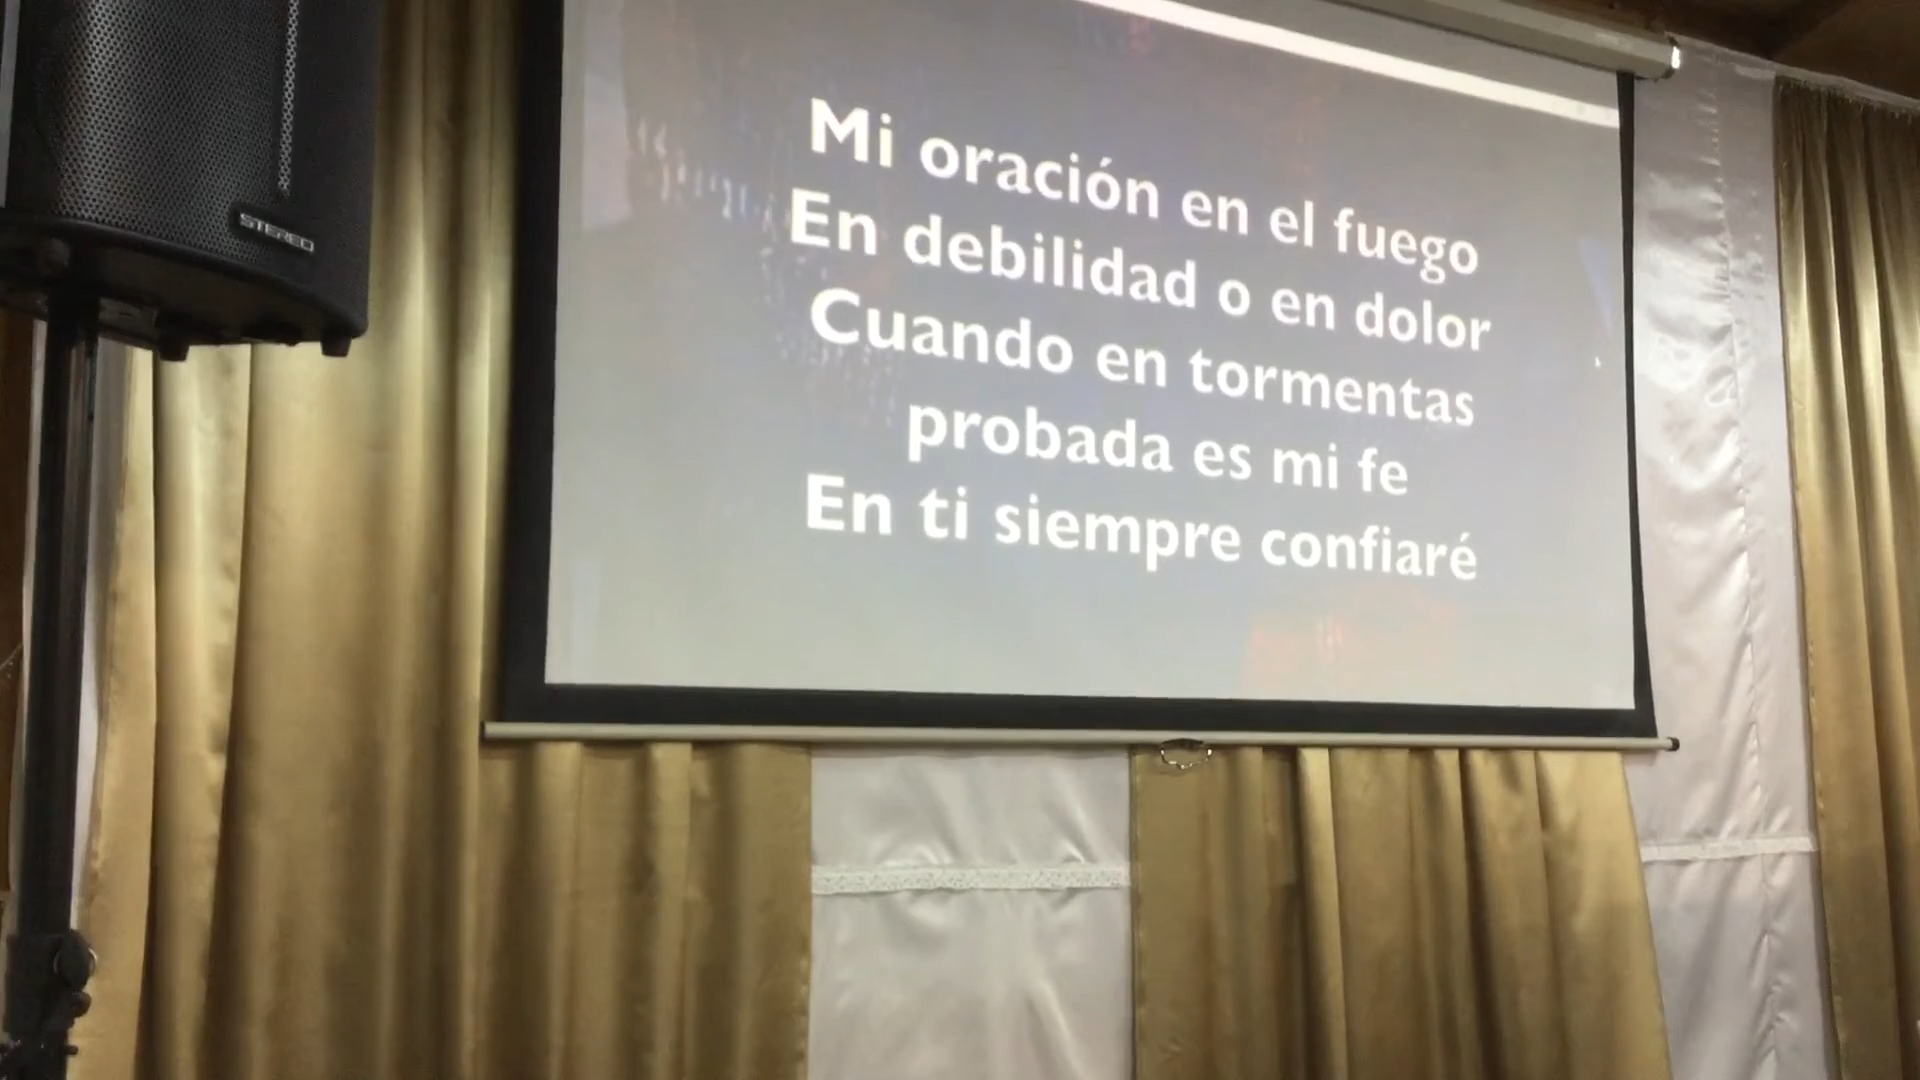 STEREO
Mi oración en el fuego
En debilidad o en dolor
Cuando en tormentas
probada es mi fe
En ti siempre confiaré